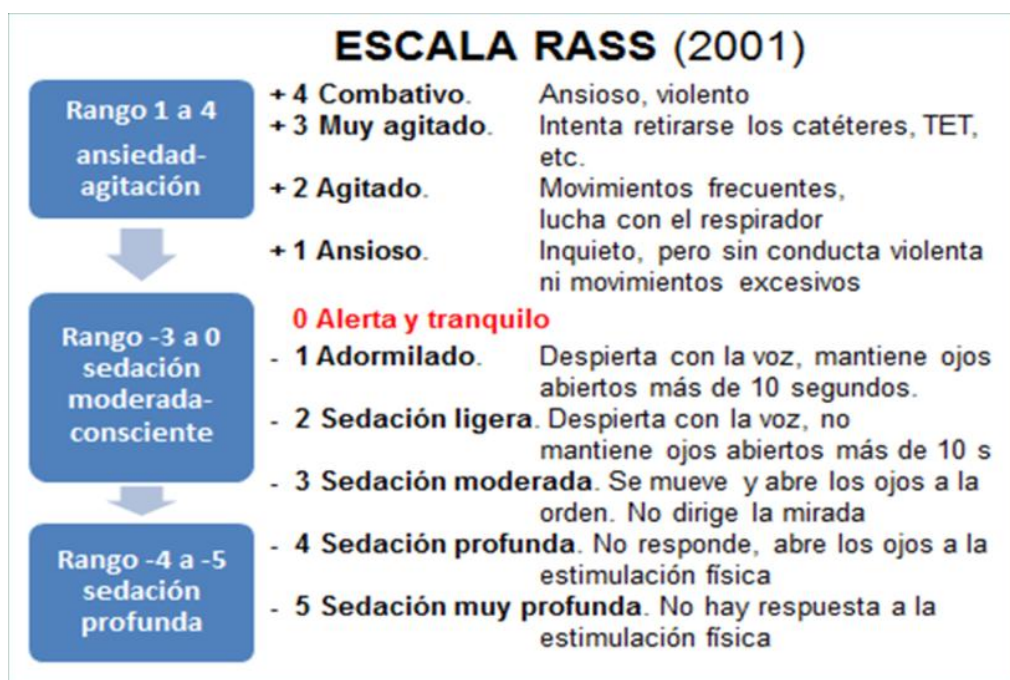 ESCALA RASS (2001)
Rango 1 a 4
ansiedad-
agitación
+ 4 Combativo. Ansioso, violento
+ 3 Muy agitado. Intenta retirarse los catéteres, TET,
etc.
+ 2 Agitado. Movimientos frecuentes,
lucha con el respirador
+ 1 Ansioso. Inquieto, pero sin conducta violenta
ni movimientos excesivos
Rango -3 a 0
sedación
moderada-
consciente
0 Alerta y tranquilo
- 1 Adormilado. Despierta con la voz, mantiene ojos
abiertos más de 10 segundos.
- 2 Sedación ligera. Despierta con la voz, no
mantiene ojos abiertos más de 10 s
- 3 Sedación moderada. Se mueve y abre los ojos a la
orden. No dirige la mirada
Rango -4 a -5
sedación
profunda
- 4 Sedación profunda. No responde, abre los ojos a la
estimulación física
- 5 Sedación muy profunda. No hay respuesta a la
estimulación física